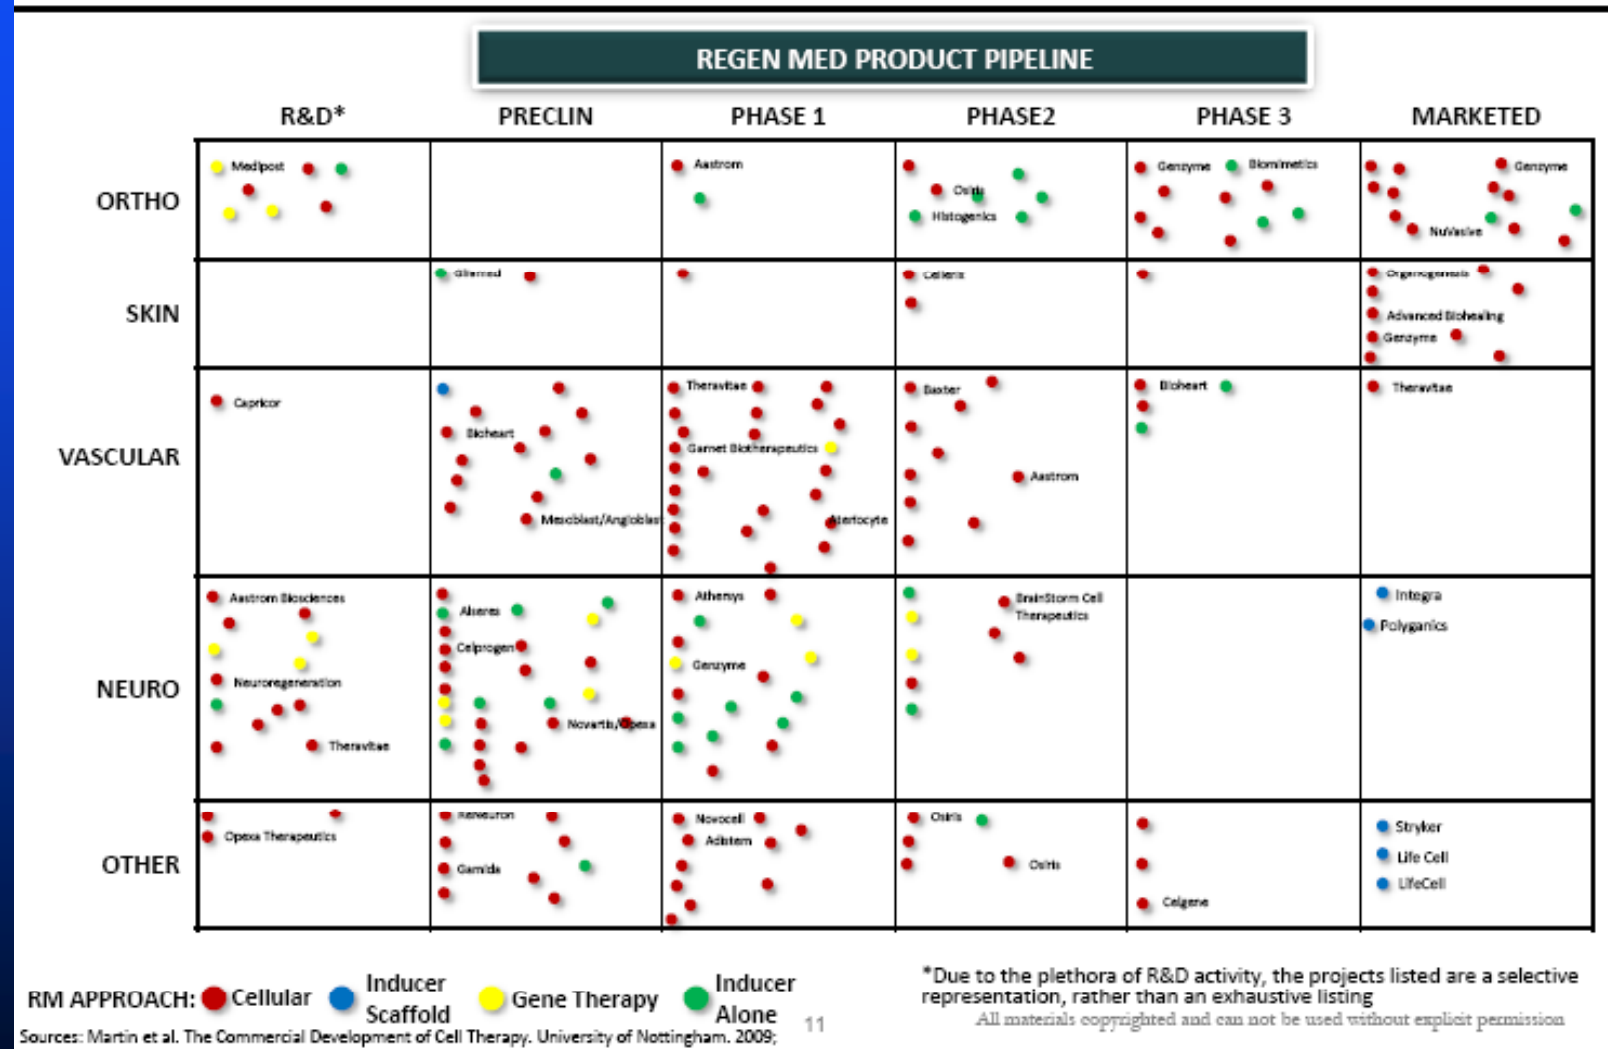 REGEN MED PRODUCT PIPELINE
R&D* PRECLIN PHASE 1 PHASE2 PHASE 3 MARKETED
ORTHO
Medipost
Aastrom
Osiris
Histogenics
Genzyme Biomimetics
Genzyme
NuVasive
SKIN
Organogenesis
Advanced Biohealing
Genzyme
VASCULAR
Capricor
Bioheart
Mesoblast/Angioblast
Theravitae
Garnet Biotherapeutics
Baxter
Aastrom
Bioheart
Theravitae
NEURO
Aastrom Biosciences
Neuroregeneration
Theravitae
Alseres
Celprogen
Novartis/Opexa
Athersys
Genzyme
BrainStorm Cell
Therapeutics
Integra
Polyganics
OTHER
Opexa Therapeutics
ReNeuron
Gamida
Novocell
Adistem
Osiris
Osiris
Celgene
Stryker
Life Cell
LifeCell
RM APPROACH: Cellular Inducer Scaffold Gene Therapy Inducer Alone
*Due to the plethora of R&D activity, the projects listed are a selective
representation, rather than an exhaustive listing
Sources: Martin et al. The Commercial Development of Cell Therapy. University of Nottingham. 2009;
11
All materials copyrighted and can not be used without explicit permission